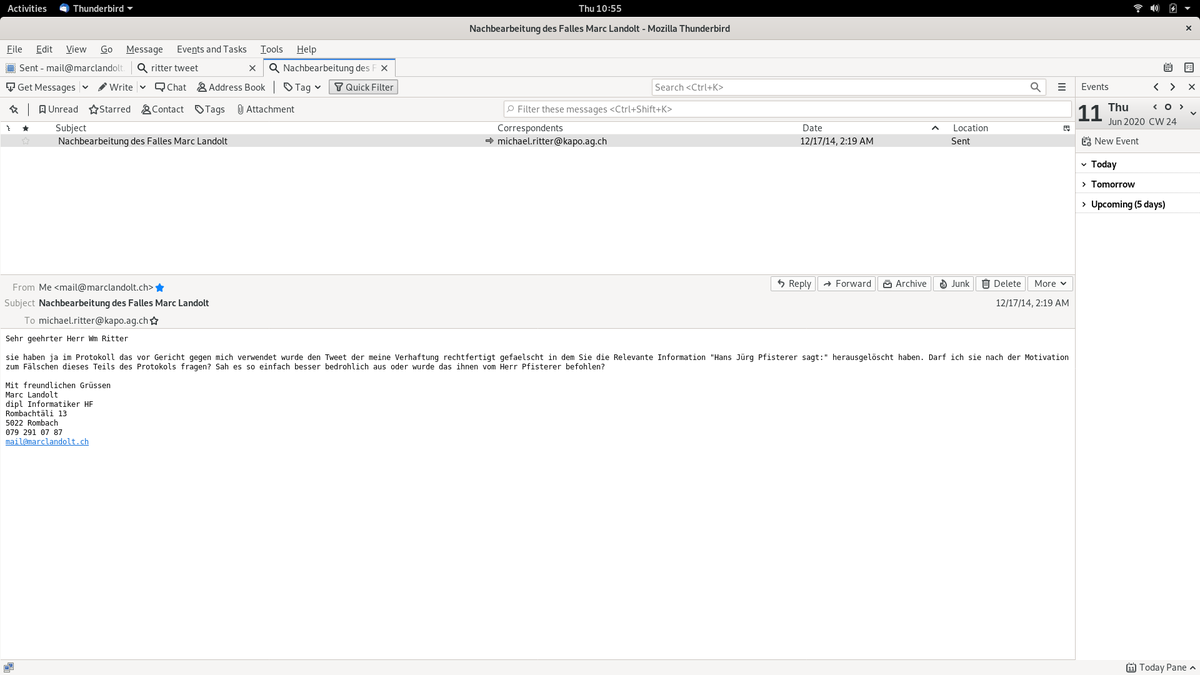 Activities Thunderbird Thu 10:55
Nachbearbeitung des Falles Marc Landolt - Mozilla Thunderbird
File Edit View Go Message Events and Tasks Tools Help
Sent - mail@marclandolt ritter tweet Nachbearbeitung des F
Get Messages Write Chat Address Book Tag Quick Filter Search <Ctrl+K> Events
Unread Starred Contact Tags Attachment Filter these messages <Ctrl+Shift+K>
11 Thu
Jun 2020 CW 24
Subject Correspondents Date Location
Nachbearbeitung des Falles Marc Landolt michael.ritter@kapo.ag.ch 12/17/14, 2:19 AM Sent
New Event
Today
Tomorrow
Upcoming (5 days)
From Me <mail@marclandolt.ch> Reply Forward Archive Junk Delete More
Subject Nachbearbeitung des Falles Marc Landolt 12/17/14, 2:19 AM
To michael.ritter@kapo.ag.ch
Sehr geehrter Herr Wm Ritter
sie haben ja im Protokoll das vor Gericht gegen mich verwendet wurde den Tweet der meine Verhaftung rechtfertigt gefaelscht in dem Sie die Relevante Information "Hans Jürg Pfisterer sagt:" herausgelöscht haben. Darf ich sie nach der Motivation
zum Fälschen dieses Teils des Protokols fragen? Sah es so einfach besser bedrohlich aus oder wurde das ihnen vom Herr Pfisterer befohlen?
Mit freundlichen Grüssen
Marc Landolt
dipl Informatiker HF
Rombachtäli 13
5022 Rombach
079 291 07 87
mail@marclandolt.ch
Today Pane